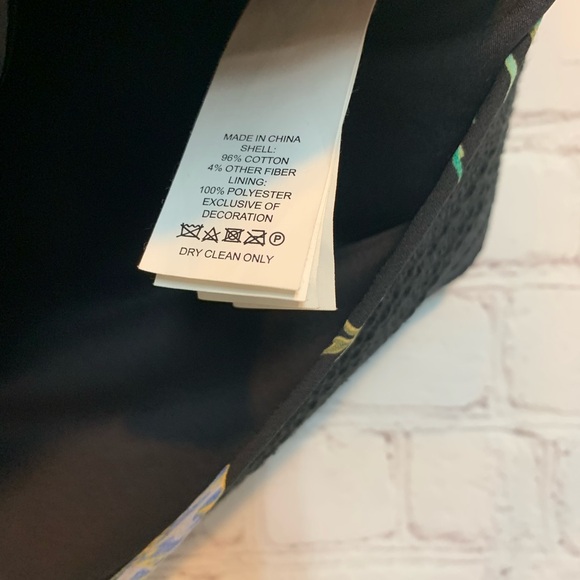 MADE IN CHINA
SHELL:
96% COTTON
4% OTHER FIBER
LINING:
100% POLYESTER
EXCLUSIVE OF
DECORATION
P
DRY CLEAN ONLY